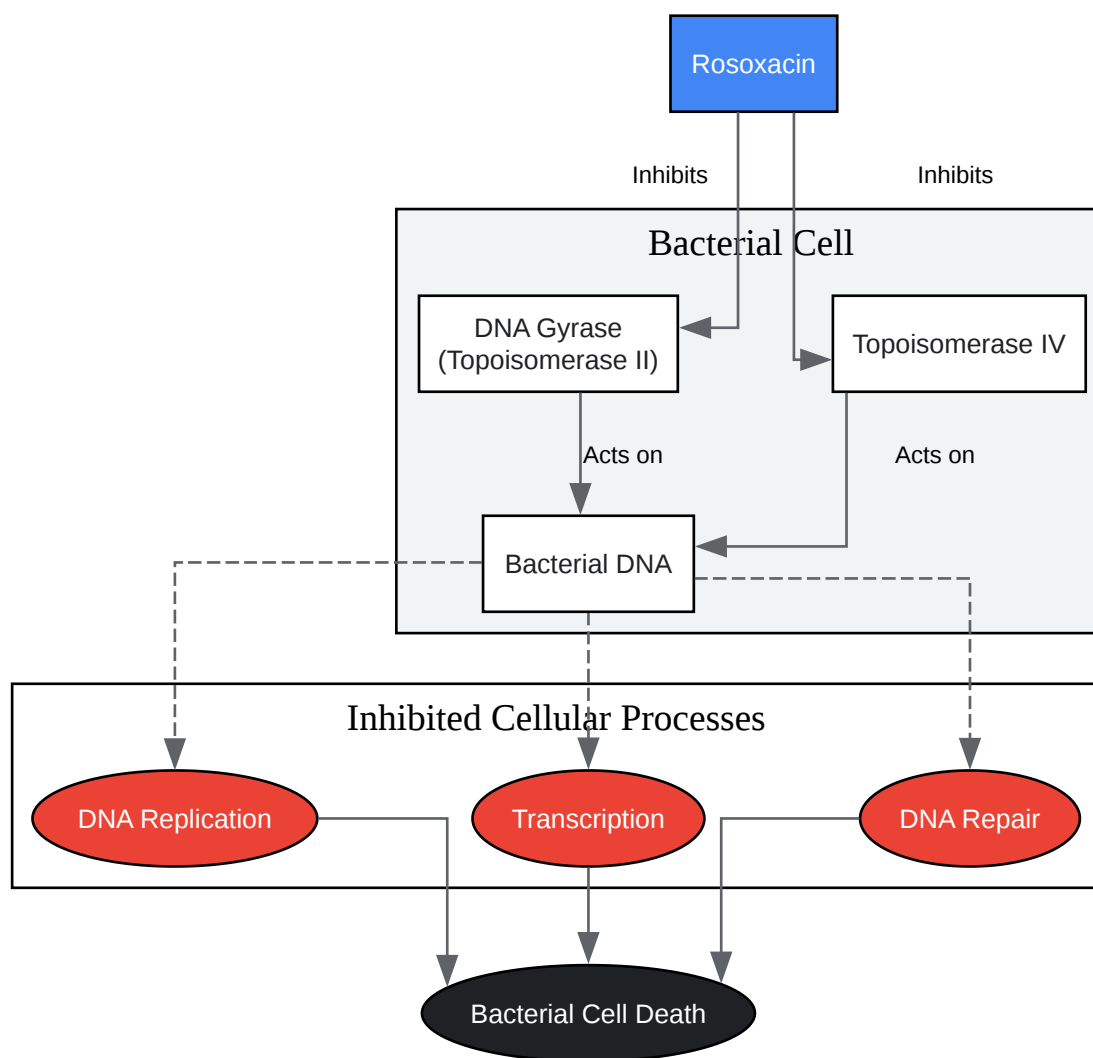 Rosoxacin
Inhibits
Inhibits
Bacterial Cell
DNA Gyrase
(Topoisomerase II)
Topoisomerase IV
Acts on
Acts on
Bacterial DNA
Inhibited Cellular Processes
DNA Replication
Transcription
DNA Repair
Bacterial Cell Death